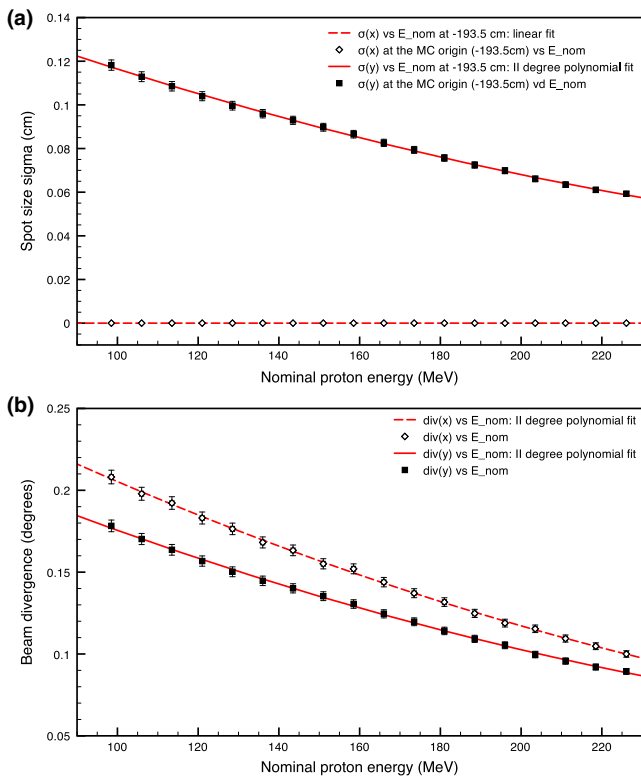 (a)
σ(x) vs E_nom at -193.5 cm: linear fit
σ(x) at the MC origin (-193.5cm) vs E_nom
σ(y) vs E_nom at -193.5 cm: II degree polynomial fit
σ(y) at the MC origin (-193.5cm) vd E_nom
Spot size sigma (cm)
0.14
0.12
0.1
0.08
0.06
0.04
0.02
0
100 120 140 160 180 200 220
Nominal proton energy (MeV)
(b)
div(x) vs E_nom: II degree polynomial fit
div(x) vs E_nom
div(y) vs E_nom: II degree polynomial fit
div(y) vs E_nom
Beam divergence (degrees)
0.25
0.2
0.15
0.1
0.05
100 120 140 160 180 200 220
Nominal proton energy (MeV)